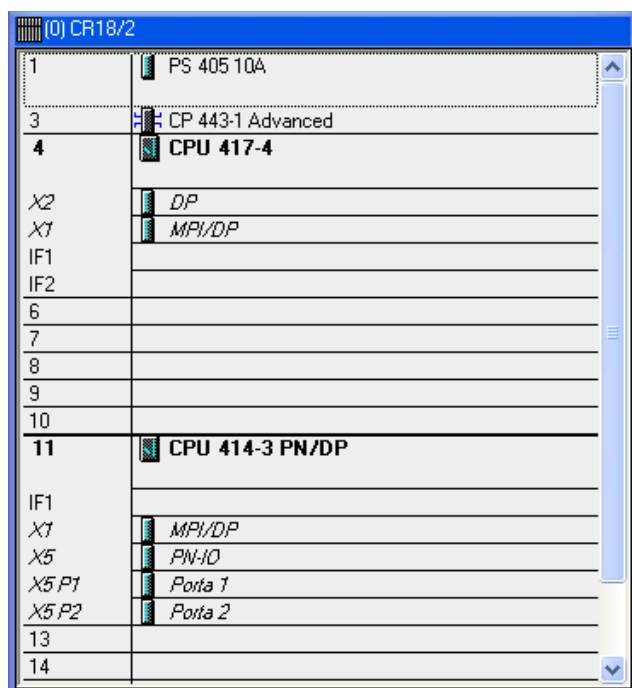 (0) CR18/2
1 PS 405 10A
3 CP 443-1 Advanced
4 CPU 417-4
X2 DP
X1 MPI/DP
IF1
IF2
6
7
8
9
10
11 CPU 414-3 PN/DP
IF1
X1 MPI/DP
X5 PN-IO
X5 P1 Porta 1
X5 P2 Porta 2
13
14